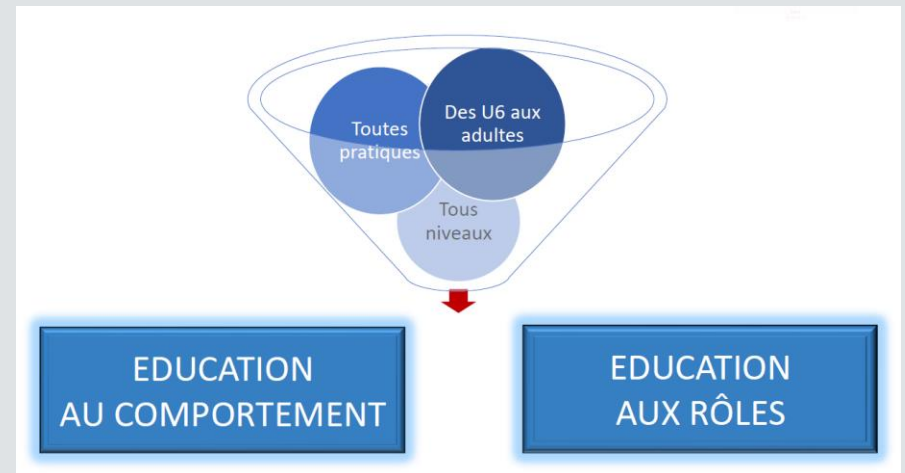 Des U6 aux
adultes
Toutes
pratiques
Tous
niveaux
EDUCATION
AU COMPORTEMENT
EDUCATION
AUX RÔLES